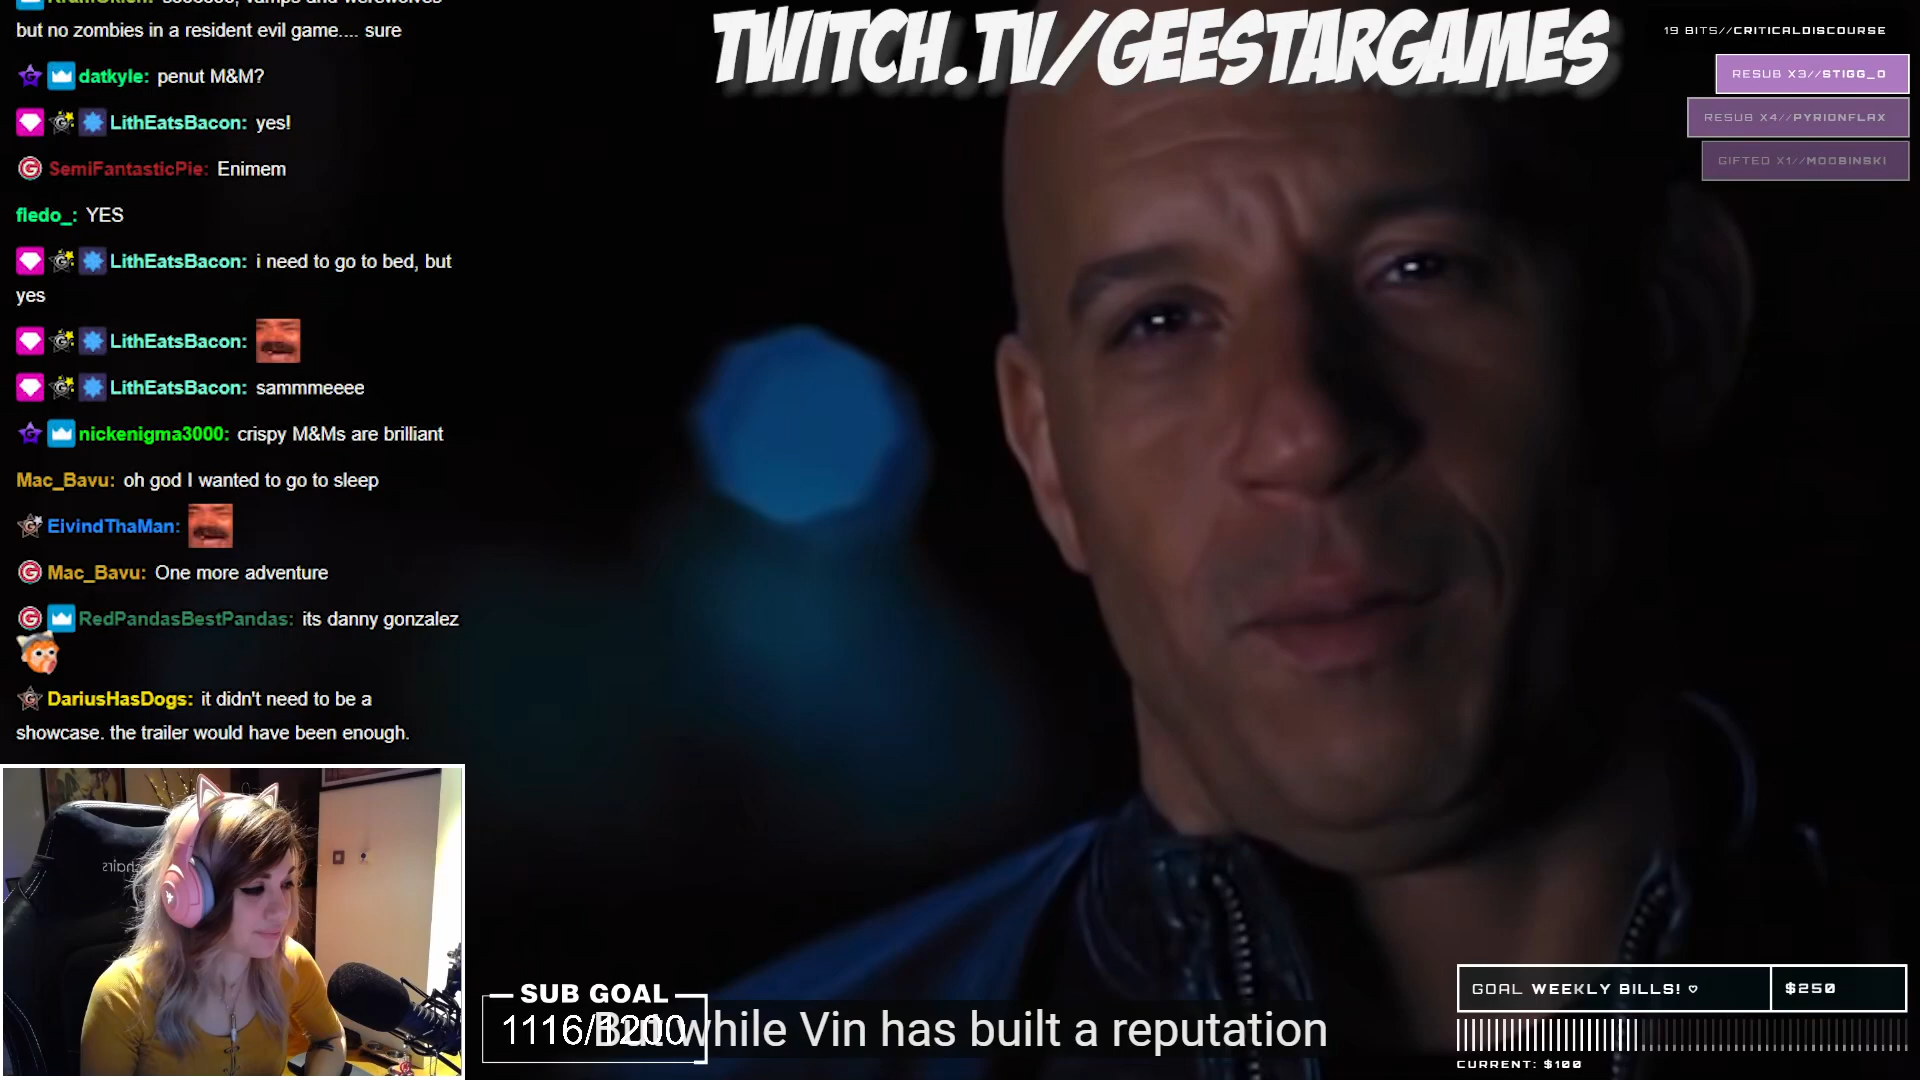 but no zombies in a resident evil game.... sure
datkyle: penut M&M?
LithEatsBacon: yes!
SemiFantasticPie: Enimem
fledo_: YES
LithEatsBacon: i need to go to bed, but
yes
LithEatsBacon:
LithEatsBacon: sammmeeee
nickenigma3000: crispy M&Ms are brilliant
Mac_Bavu: oh god I wanted to go to sleep
EivindThaMan:
Mac_Bavu: One more adventure
RedPandasBestPandas: its danny gonzalez
DariusHasDogs: it didn't need to be a
showcase. the trailer would have been enough.
TWITCH.TV/GEESTARGAMES
19 BITS//CRITICALDISCOURSE
RESUB X3//STIGG_O
RESUB X4//PYRIONFLAX
GIFTED X1//MOOBINSKI
chairs
SUB GOAL
1116/1200
But while Vin has built a reputation
GOAL WEEKLY BILLS! ♡ $250
CURRENT: $100